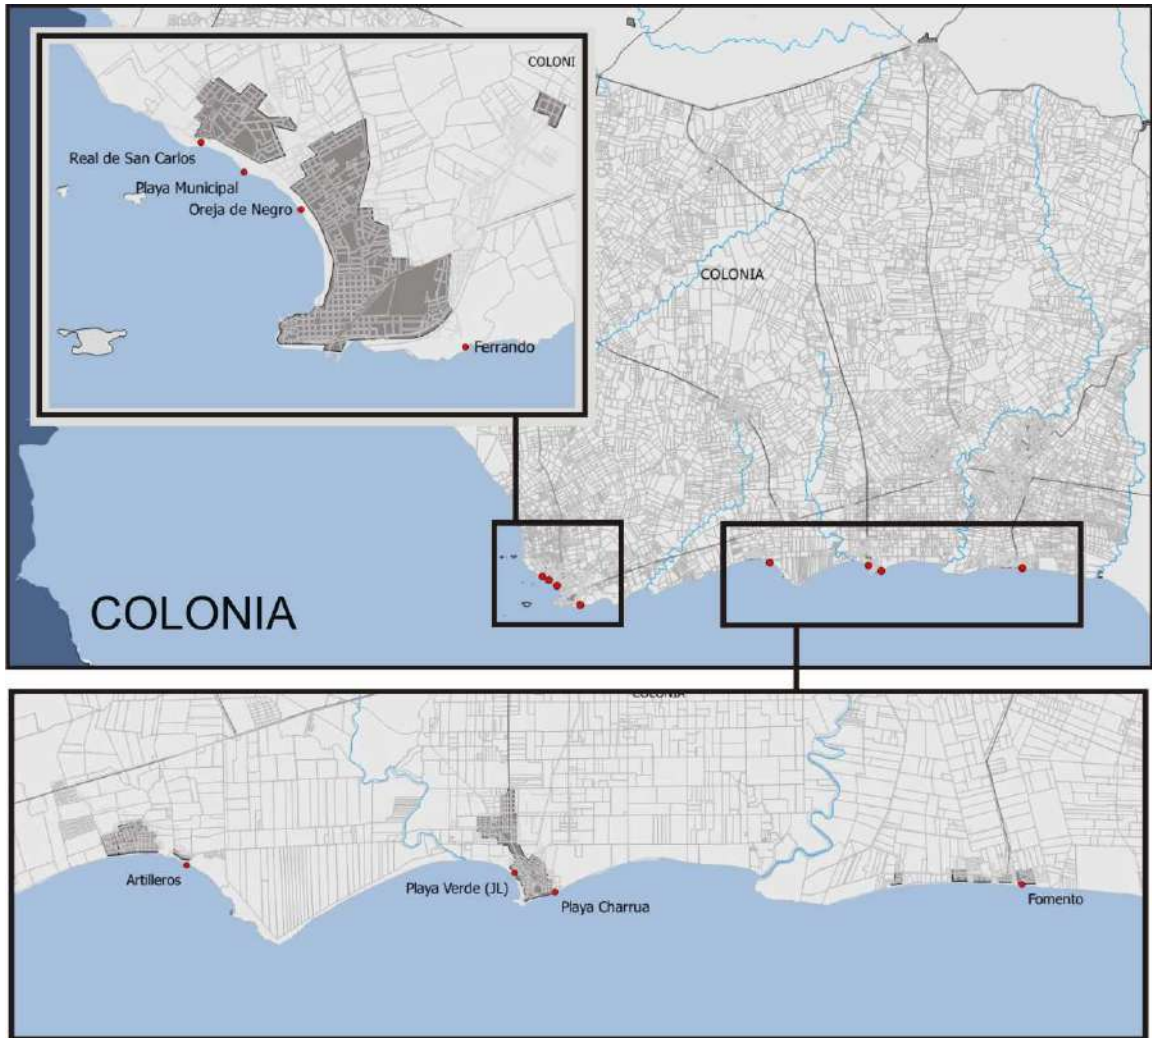 COLONI
Real de San Carlos
Playa Municipal
Oreja de Negro
Ferrando
COLONIA
COLONIA
COLONIA
Artilleros
Playa Verde (JL)
Playa Charrua
Fomento